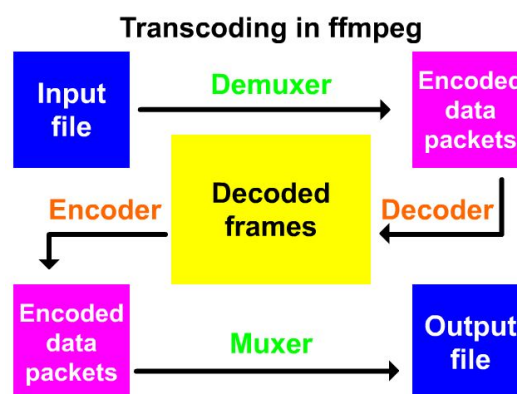 Transcoding in ffmpeg
Input
file
Demuxer
Encoded
data
packets
Decoder
Decoded
frames
Encoder
Encoded
data
packets
Muxer
Output
file